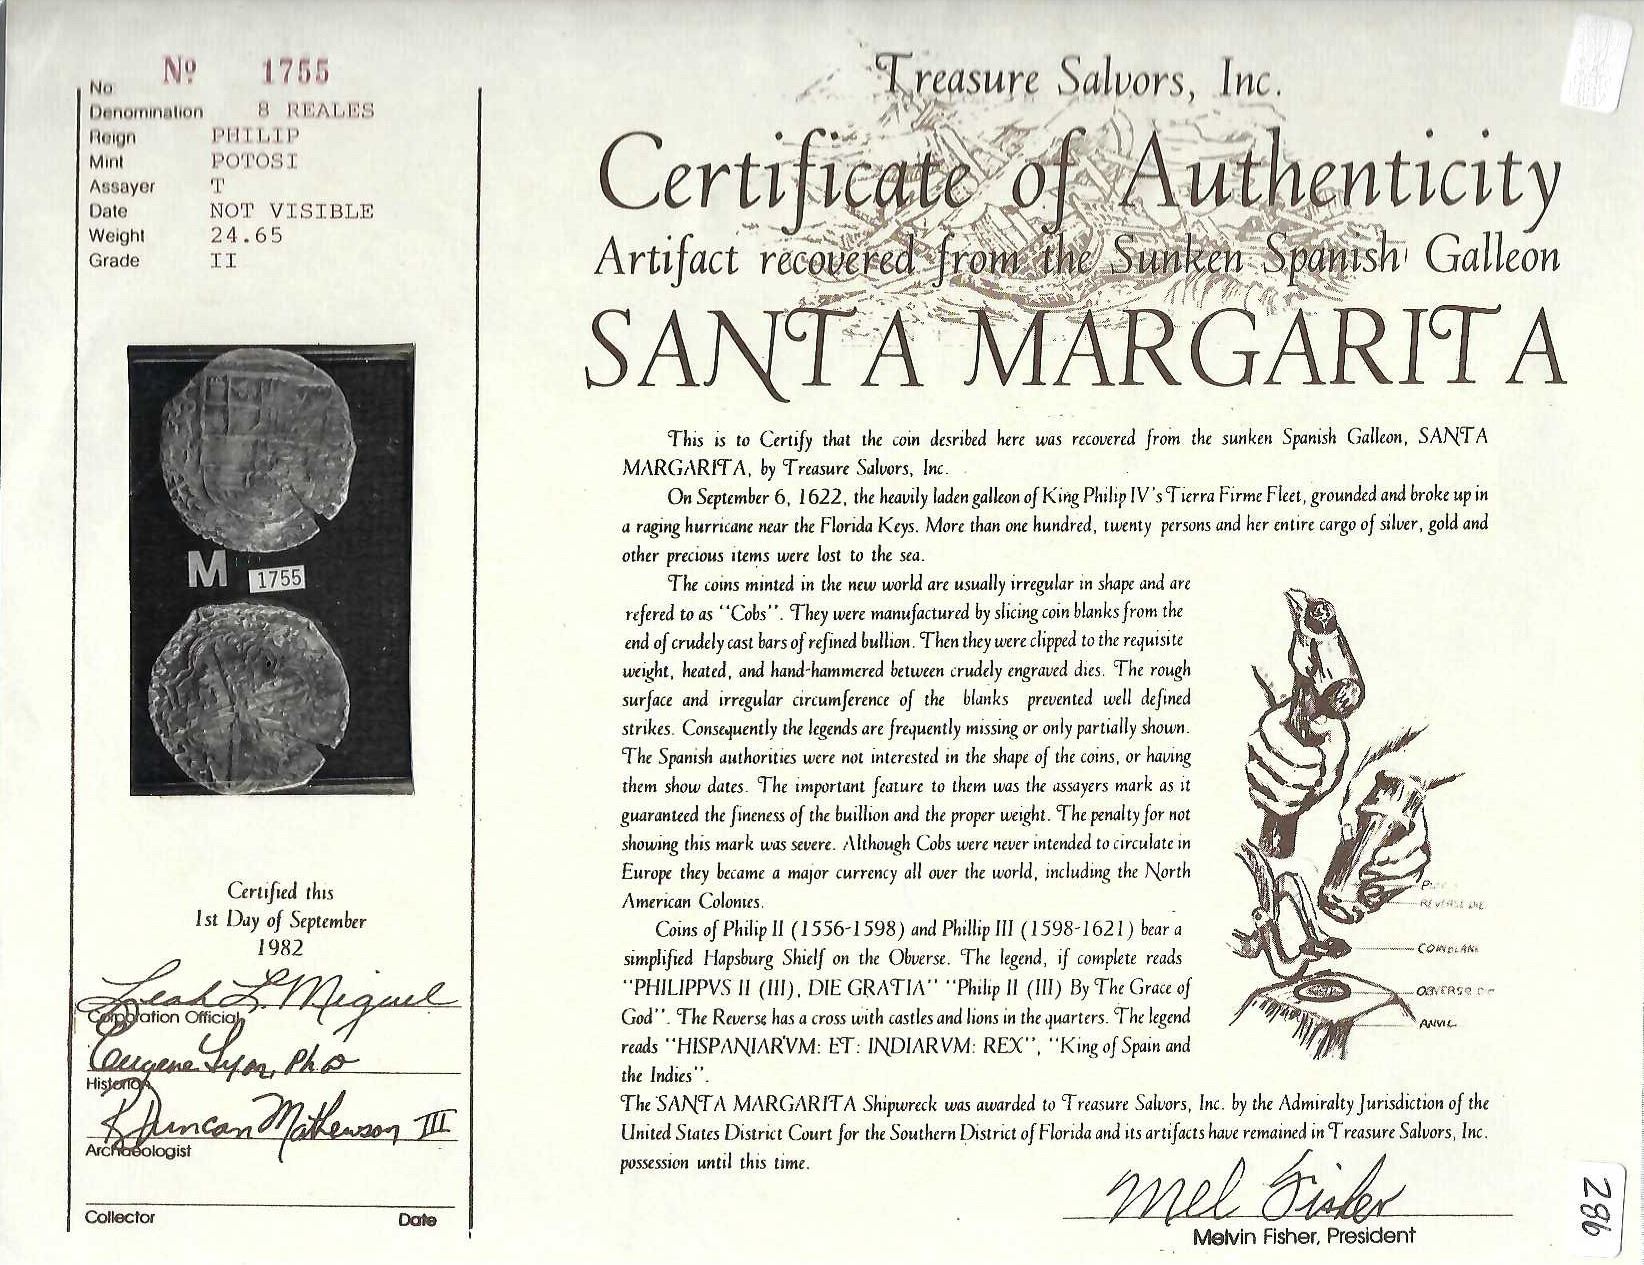 No. Nº 1755
Denomination 8 REALES
Reign PHILIP
Mint POTOSI
Assayer T
Date NOT VISIBLE
Weight 24.65
Grade II
M 1755
Certified this
1st Day of September
1982
Leah L. Miguel
Corporation Official
Eugene Lyon, Ph D
Historian
R Duncan Mathewson III
Archaeologist
Collector Date
Treasure Salvors, Inc.
Certificate of Authenticity
Artifact recovered from the Sunken Spanish Galleon
SANTA MARGARITA
This is to Certify that the coin desribed here was recovered from the sunken Spanish Galleon, SANTA
MARGARITA, by Treasure Salvors, Inc.
On September 6, 1622, the heavily laden galleon of King Philip IV's Tierra Firme Fleet, grounded and broke up in
a raging hurricane near the Florida Keys. More than one hundred, twenty persons and her entire cargo of silver, gold and
other precious items were lost to the sea.
The coins minted in the new world are usually irregular in shape and are
refered to as "Cobs". They were manufactured by slicing coin blanks from the
end of crudely cast bars of refined bullion. Then they were clipped to the requisite
weight, heated, and hand-hammered between crudely engraved dies. The rough
surface and irregular circumference of the blanks prevented well defined
strikes. Consequently the legends are frequently missing or only partially shown.
The Spanish authorities were not interested in the shape of the coins, or having
them show dates. The important feature to them was the assayers mark as it
guaranteed the fineness of the buillion and the proper weight. The penalty for not
showing this mark was severe. Although Cobs were never intended to circulate in
Europe they became a major currency all over the world, including the North
American Colonies.
Coins of Philip II (1556-1598) and Phillip III (1598-1621) bear a
simplified Hapsburg Shielf on the Obverse. The legend, if complete reads
"PHILIPPVS II (III), DIE GRATIA" "Philip II (III) By The Grace of
God". The Reverse has a cross with castles and lions in the quarters. The legend
reads "HISPANIARVM: ET: INDIARVM: REX", "King of Spain and
the Indies".
The SANTA MARGARITA Shipwreck was awarded to Treasure Salvors, Inc. by the Admiralty Jurisdiction of the
United States District Court for the Southern District of Florida and its artifacts have remained in Treasure Salvors, Inc.
possession until this time.
REVERSE DIE
COIN BLANK
OBVERSE
ANVIL
Mel Fisher
Melvin Fisher, President
286